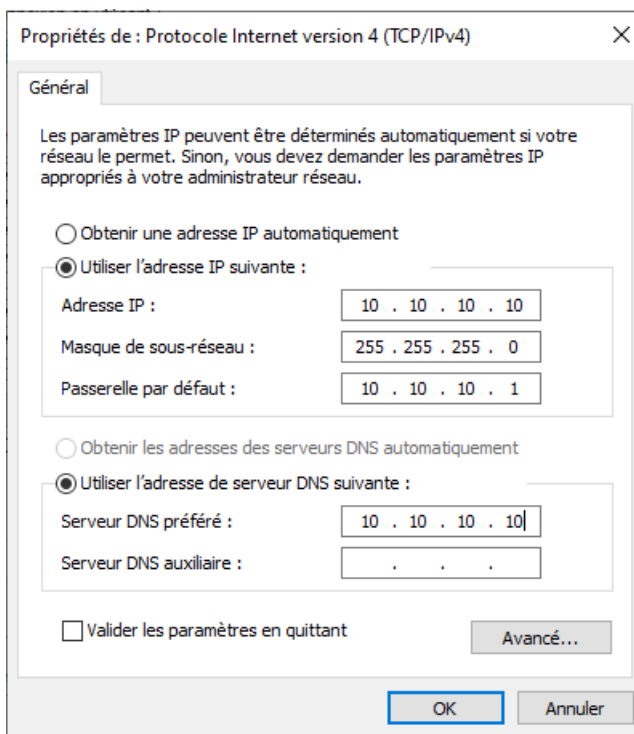 Propriétés de : Protocole Internet version 4 (TCP/IPv4)
Général
Les paramètres IP peuvent être déterminés automatiquement si votre
réseau le permet. Sinon, vous devez demander les paramètres IP
appropriés à votre administrateur réseau.
Obtenir une adresse IP automatiquement
Utiliser l'adresse IP suivante :
Adresse IP : 10 . 10 . 10 . 10
Masque de sous-réseau : 255 . 255 . 255 . 0
Passerelle par défaut : 10 . 10 . 10 . 1
Obtenir les adresses des serveurs DNS automatiquement
Utiliser l'adresse de serveur DNS suivante :
Serveur DNS préféré : 10 . 10 . 10 . 10
Serveur DNS auxiliaire : . . .
Valider les paramètres en quittant
Avancé...
OK Annuler